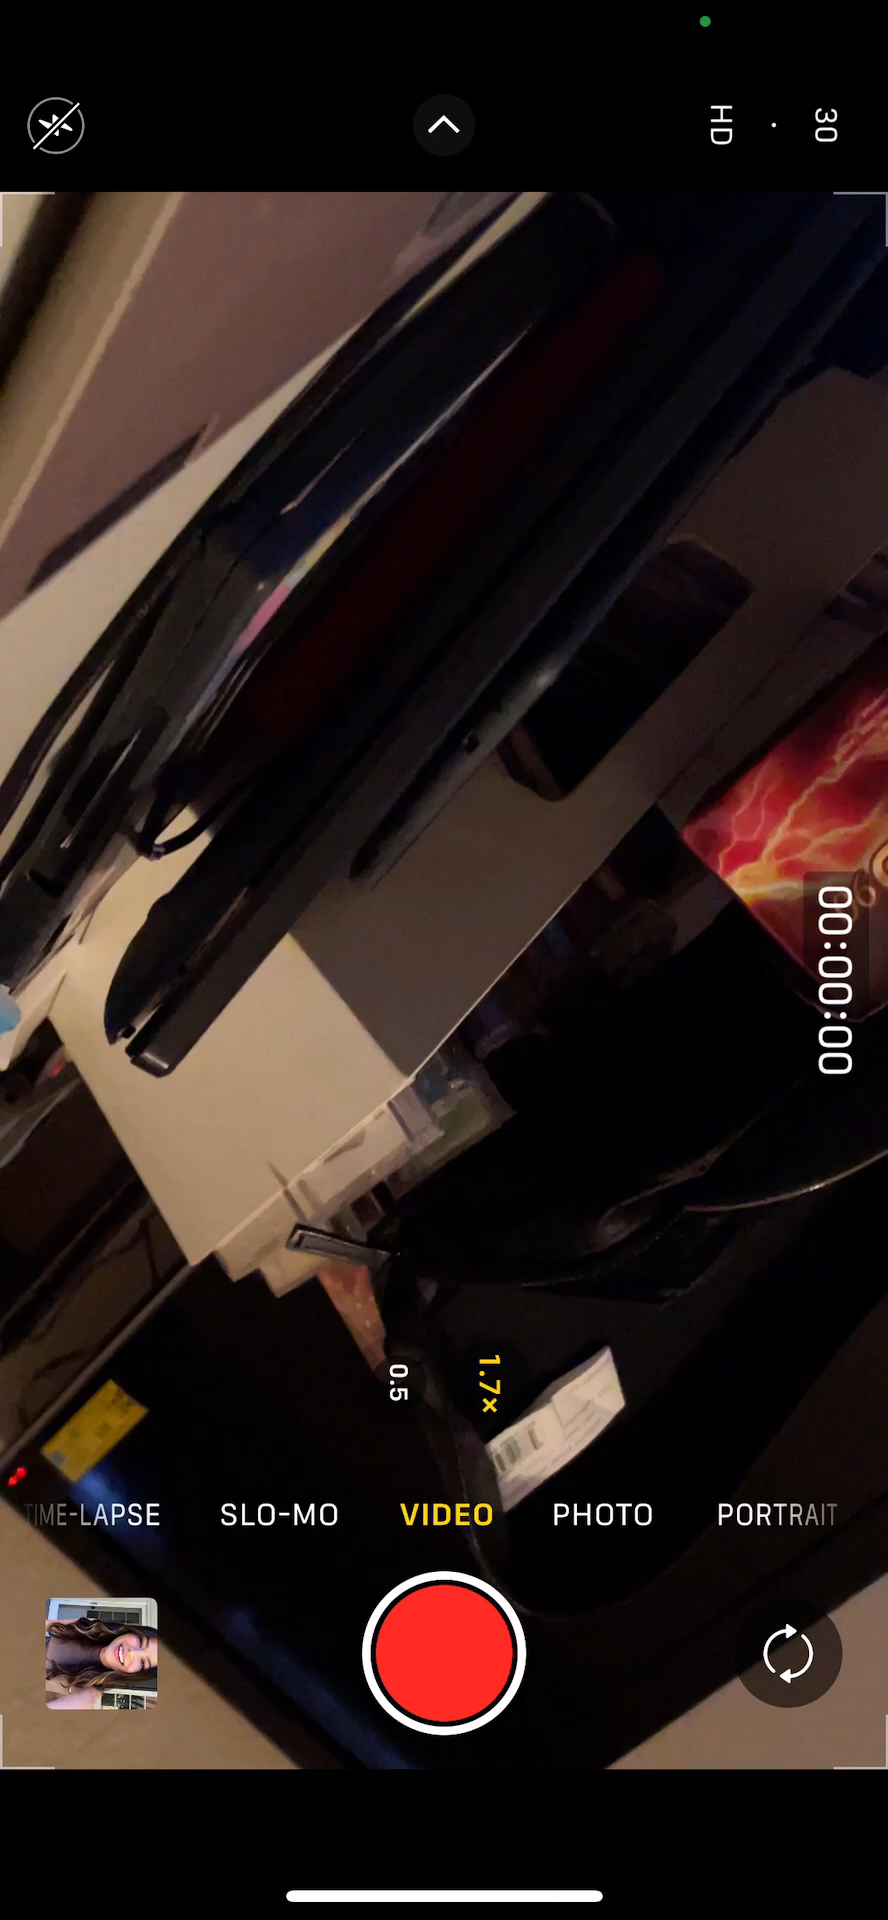 HD · 30
00:00:00
0.5
1.7×
TIME-LAPSE
SLO-MO
VIDEO
PHOTO
PORTRAIT